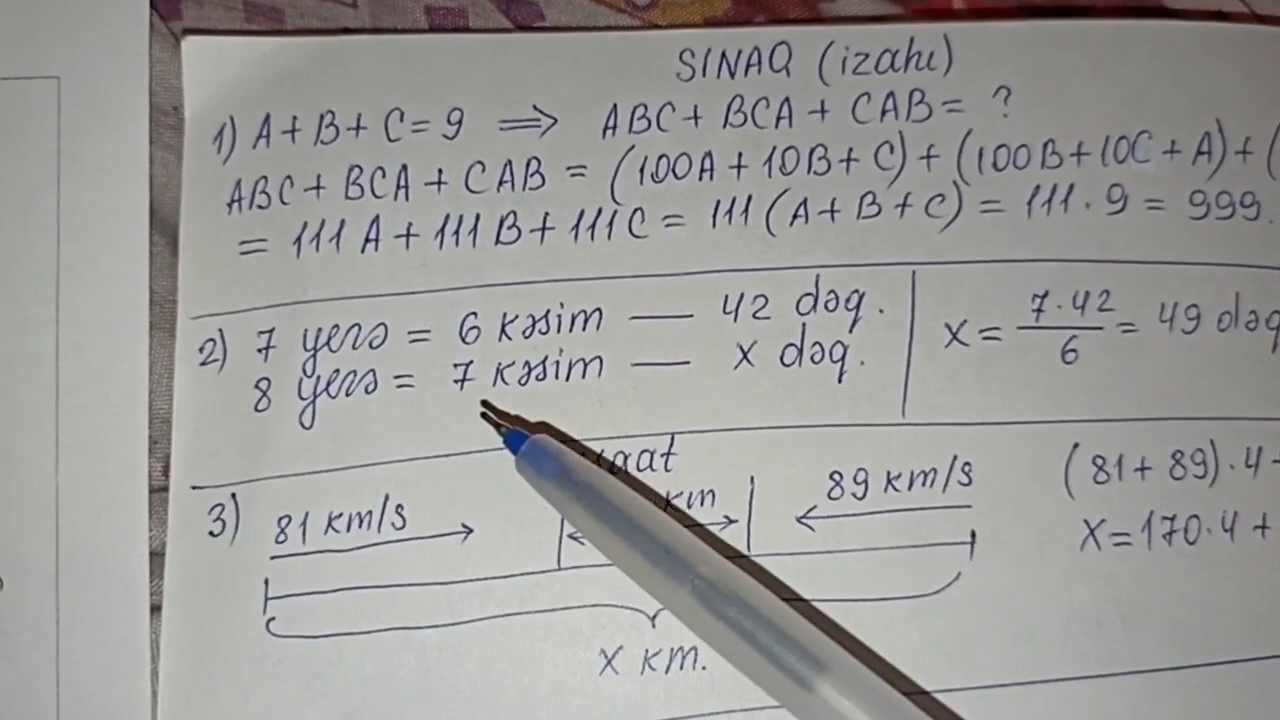 SINAQ (izahı)
1) A+B+C=9 ⟹ ABC+BCA+CAB= ?
ABC+BCA+CAB = (100A+10B+C)+(100B+10C+A)+(
= 111A+111B+111C = 111(A+B+C) = 111·9 = 999.
2) 7 yerə = 6 kəsim — 42 dəq.
8 yerə = 7 kəsim — x dəq.
x = 7·42/6 = 49 dəq
3) 81 km/s
km
89 km/s
x km.
(81+89)·4+
x=170·4+